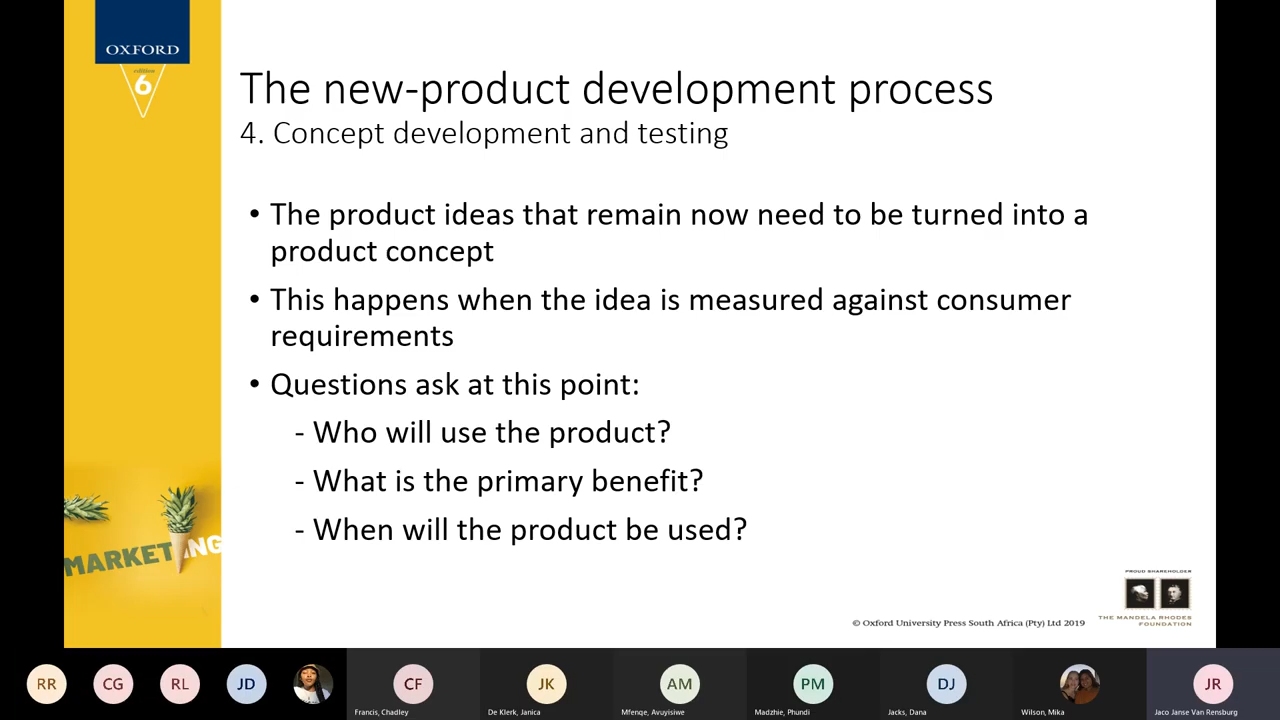 OXFORD
edition
6
The new-product development process
4. Concept development and testing
• The product ideas that remain now need to be turned into a
product concept
• This happens when the idea is measured against consumer
requirements
• Questions ask at this point:
- Who will use the product?
- What is the primary benefit?
- When will the product be used?
MARKETING
PROUD SHAREHOLDER
THE MANDELA RHODES
FOUNDATION
© Oxford University Press South Africa (Pty) Ltd 2019
RR
CG
RL
JD
CF
JK
AM
PM
DJ
JR
Francis, Chadley
De Klerk, Janica
Mfenqe, Avuyisiwe
Madzhie, Phundi
Jacks, Dana
Wilson, Mika
Jaco Janse Van Rensburg